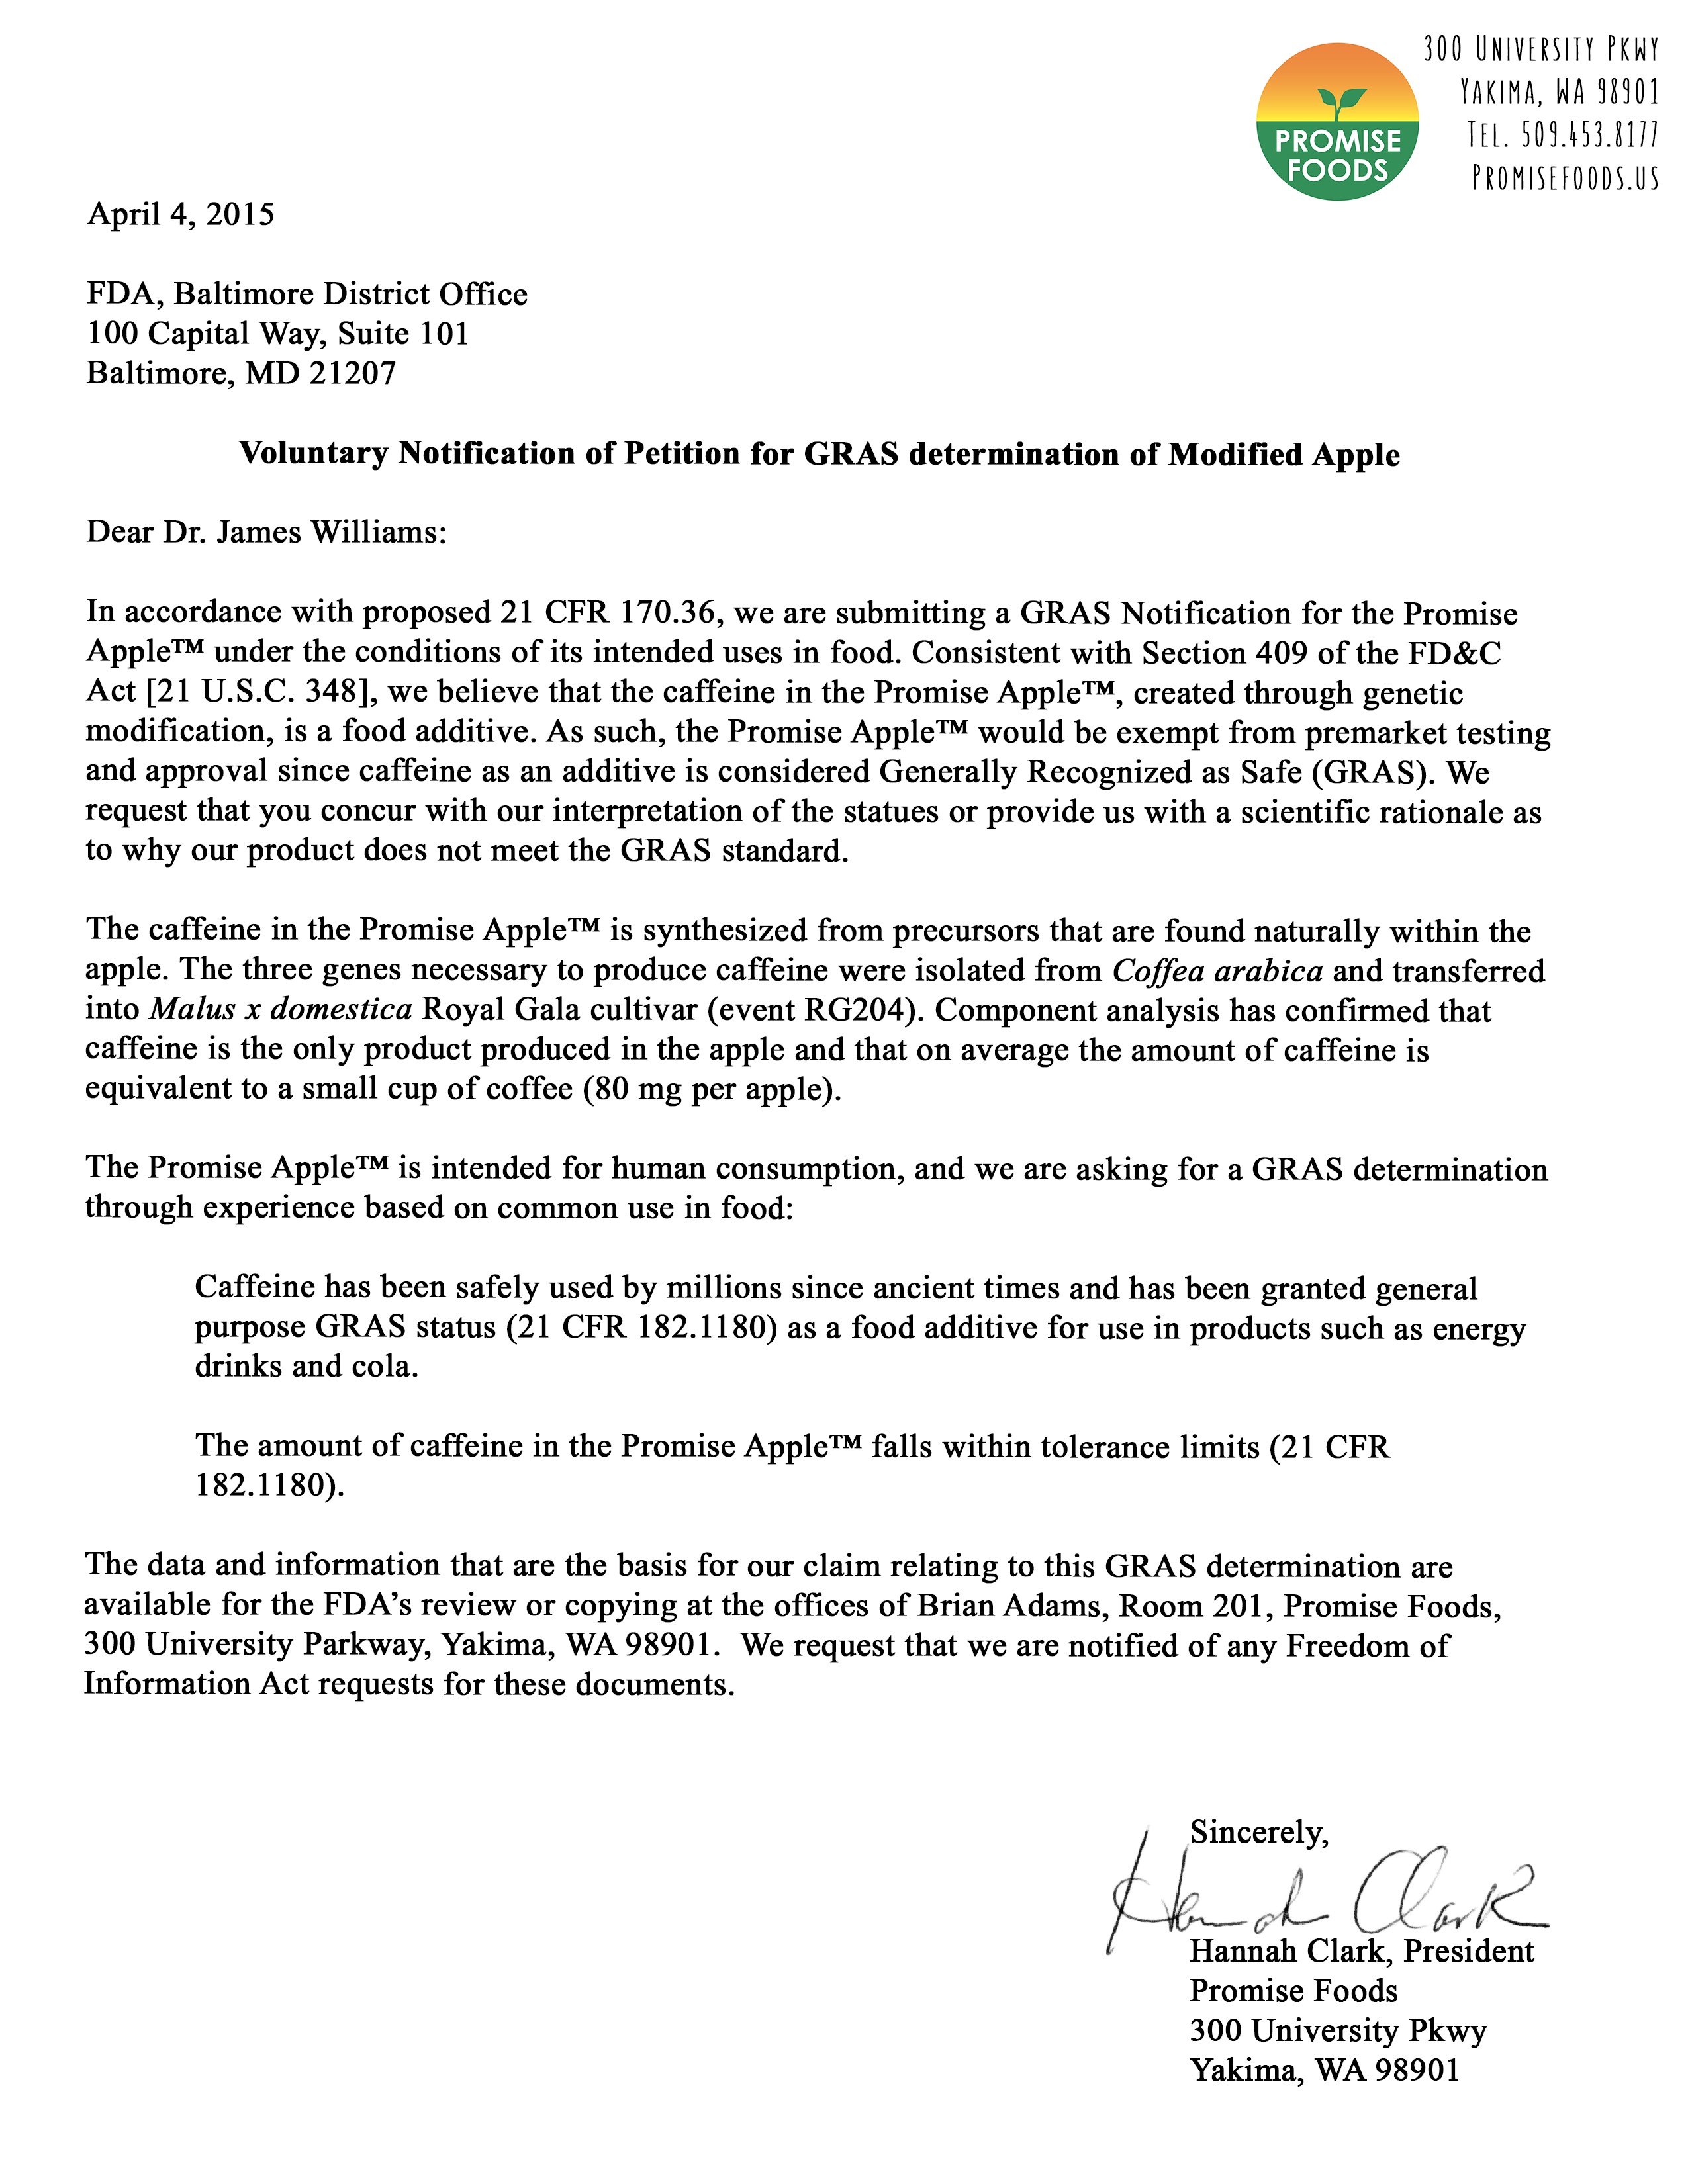 300 University Pkwy
Yakima, WA 98901
Tel. 509.453.8177
Promisefoods.us
PROMISE
FOODS
April 4, 2015
FDA, Baltimore District Office
100 Capital Way, Suite 101
Baltimore, MD 21207
Voluntary Notification of Petition for GRAS determination of Modified Apple
Dear Dr. James Williams:
In accordance with proposed 21 CFR 170.36, we are submitting a GRAS Notification for the Promise
Apple™ under the conditions of its intended uses in food. Consistent with Section 409 of the FD&C
Act [21 U.S.C. 348], we believe that the caffeine in the Promise Apple™, created through genetic
modification, is a food additive. As such, the Promise Apple™ would be exempt from premarket testing
and approval since caffeine as an additive is considered Generally Recognized as Safe (GRAS). We
request that you concur with our interpretation of the statues or provide us with a scientific rationale as
to why our product does not meet the GRAS standard.
The caffeine in the Promise Apple™ is synthesized from precursors that are found naturally within the
apple. The three genes necessary to produce caffeine were isolated from Coffea arabica and transferred
into Malus x domestica Royal Gala cultivar (event RG204). Component analysis has confirmed that
caffeine is the only product produced in the apple and that on average the amount of caffeine is
equivalent to a small cup of coffee (80 mg per apple).
The Promise Apple™ is intended for human consumption, and we are asking for a GRAS determination
through experience based on common use in food:
Caffeine has been safely used by millions since ancient times and has been granted general
purpose GRAS status (21 CFR 182.1180) as a food additive for use in products such as energy
drinks and cola.
The amount of caffeine in the Promise Apple™ falls within tolerance limits (21 CFR
182.1180).
The data and information that are the basis for our claim relating to this GRAS determination are
available for the FDA’s review or copying at the offices of Brian Adams, Room 201, Promise Foods,
300 University Parkway, Yakima, WA 98901.  We request that we are notified of any Freedom of
Information Act requests for these documents.
Sincerely,
Hannah Clark
Hannah Clark, President
Promise Foods
300 University Pkwy
Yakima, WA 98901